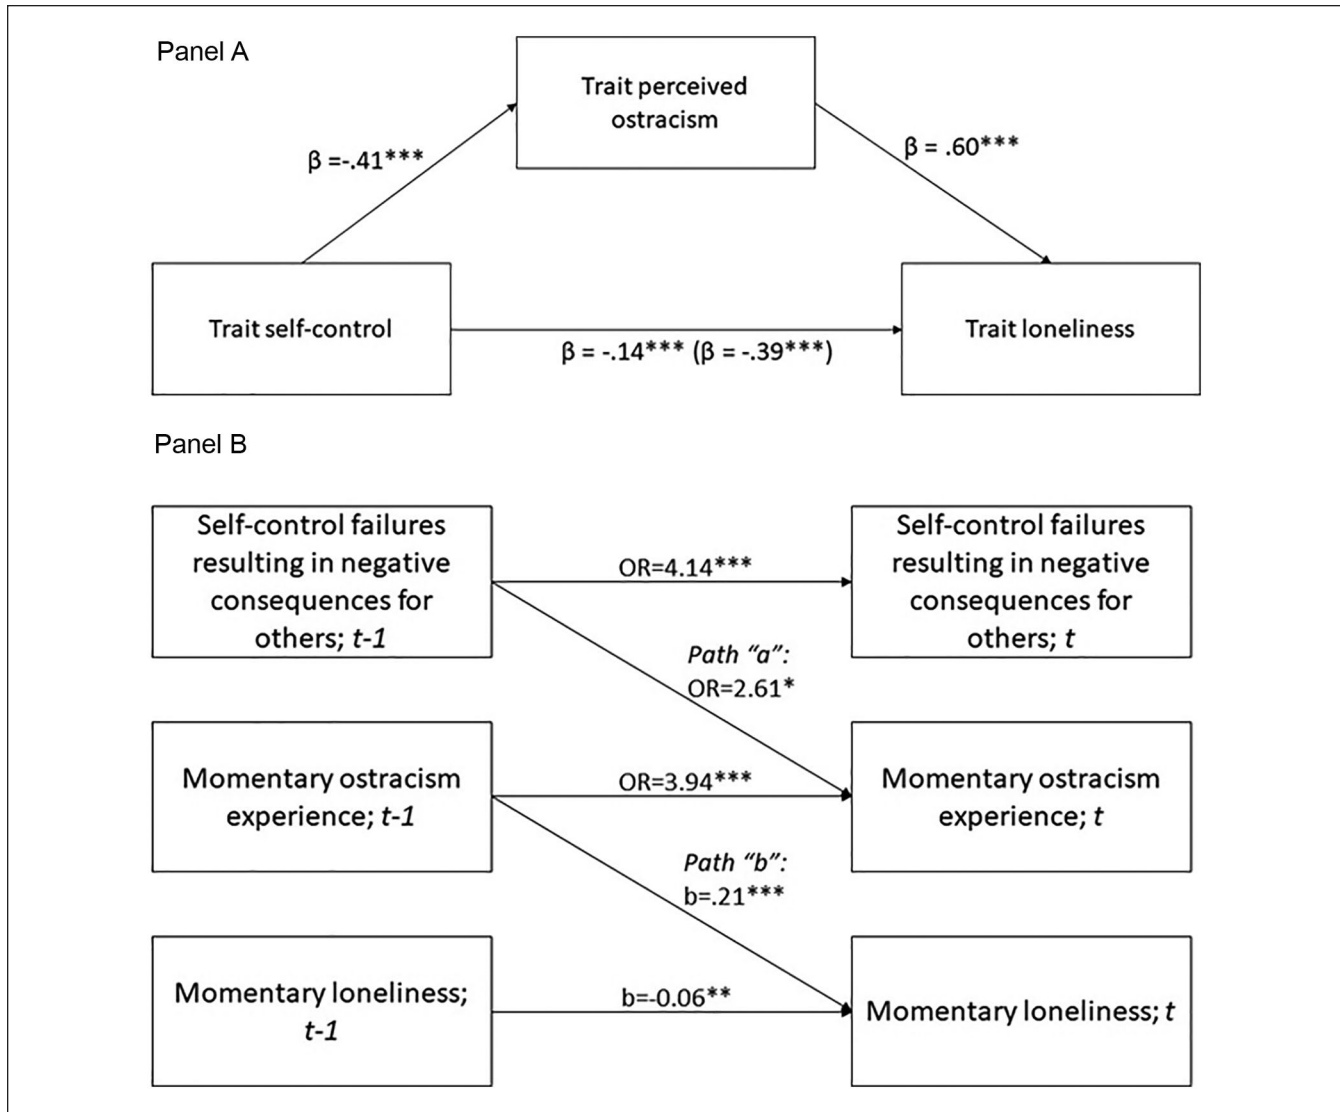 Panel A
Trait perceived
ostracism
β =-.41***
β = .60***
Trait self-control
Trait loneliness
β = -.14*** (β = -.39***)
Panel B
Self-control failures
resulting in negative
consequences for
others; t-1
OR=4.14***
Self-control failures
resulting in negative
consequences for
others; t
Path “a”:
OR=2.61*
Momentary ostracism
experience; t-1
OR=3.94***
Momentary ostracism
experience; t
Path “b”:
b=.21***
Momentary loneliness;
t-1
b=-0.06**
Momentary loneliness; t